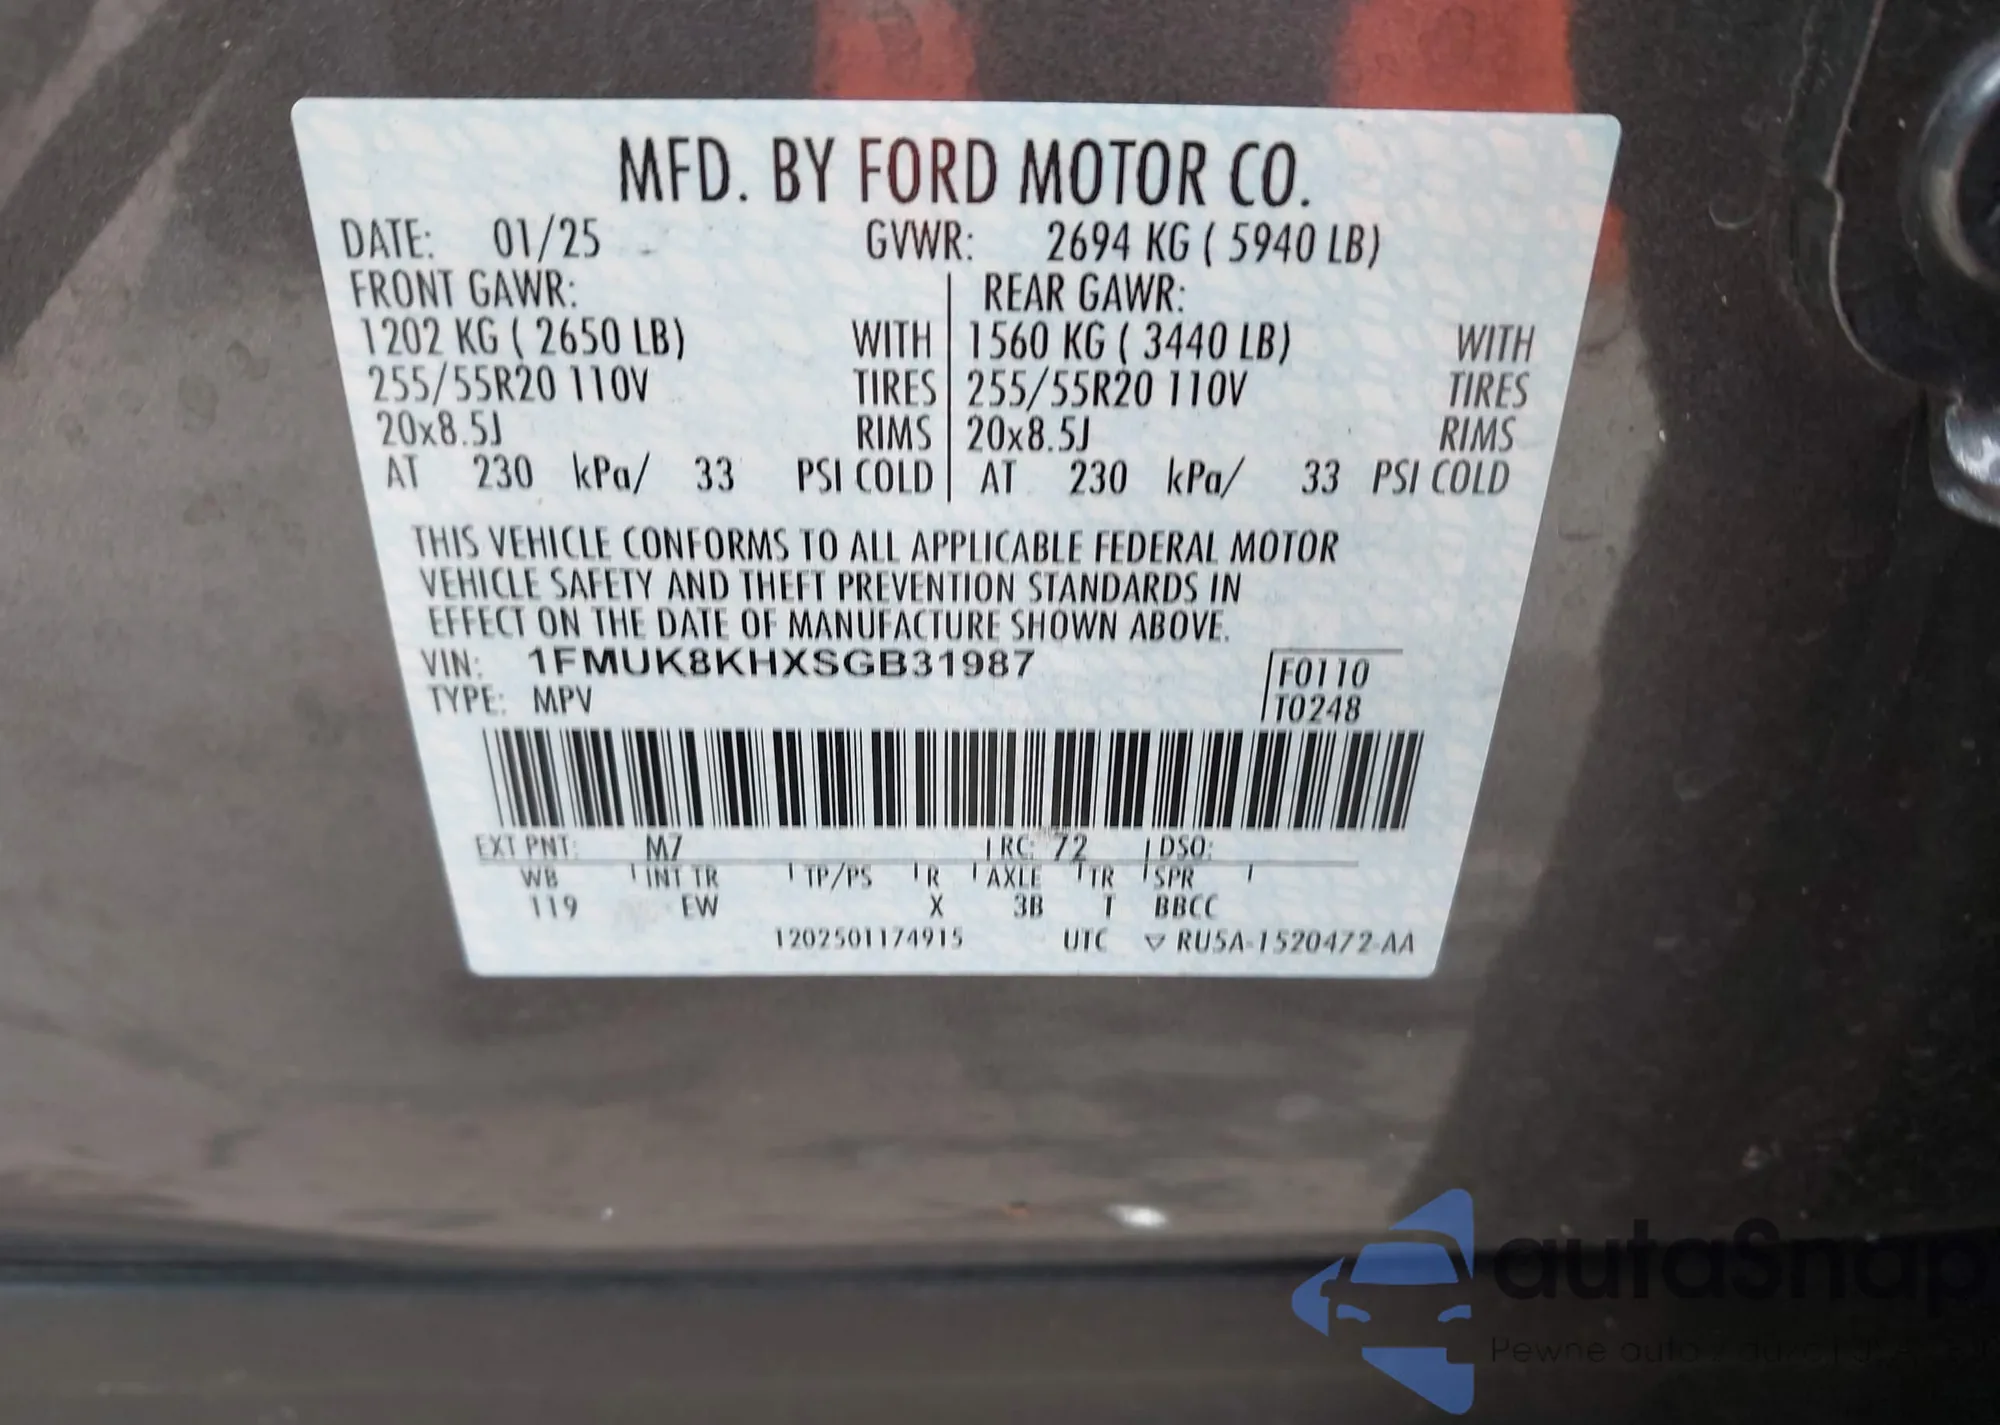 MFD. BY FORD MOTOR CO.
DATE: 01/25 GVWR: 2694 KG ( 5940 LB)
FRONT GAWR: REAR GAWR:
1202 KG ( 2650 LB) WITH 1560 KG ( 3440 LB) WITH
255/55R20 110V TIRES 255/55R20 110V TIRES
20x8.5J RIMS 20x8.5J RIMS
AT 230 kPa/ 33 PSI COLD AT 230 kPa/ 33 PSI COLD
THIS VEHICLE CONFORMS TO ALL APPLICABLE FEDERAL MOTOR
VEHICLE SAFETY AND THEFT PREVENTION STANDARDS IN
EFFECT ON THE DATE OF MANUFACTURE SHOWN ABOVE.
VIN: 1FMUK8KHXSGB31987 F0110
TYPE: MPV T0248
EXT PNT: M7 RC: 72 DSO:
WB INT TR TP/PS R AXLE TR SPR
119 EW X 3B T BBCC
1202501174915 UTC ▽ RU5A-1520472-AA
autaSnap
Pewne auta